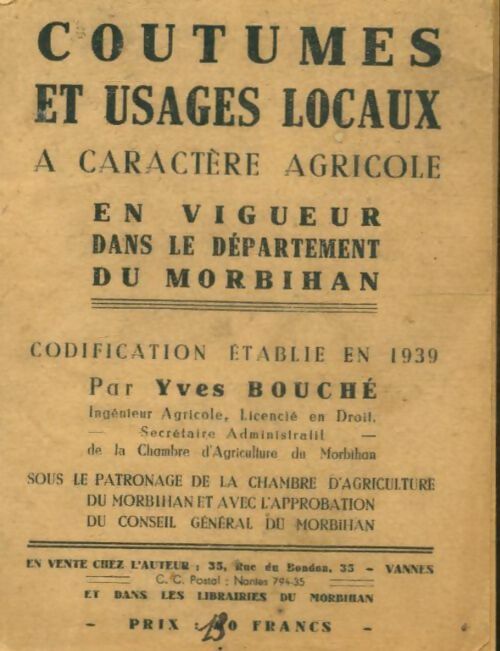 COUTUMES
ET USAGES LOCAUX
A CARACTÈRE AGRICOLE
EN VIGUEUR
DANS LE DÉPARTEMENT
DU MORBIHAN
CODIFICATION ÉTABLIE EN 1939
Par Yves BOUCHÉ
Ingénieur Agricole, Licencié en Droit,
— Secrétaire Administratif —
de la Chambre d'Agriculture du Morbihan
SOUS LE PATRONAGE DE LA CHAMBRE D'AGRICULTURE
DU MORBIHAN ET AVEC L'APPROBATION
DU CONSEIL GÉNÉRAL DU MORBIHAN
EN VENTE CHEZ L'AUTEUR : 35, Rue du Bondon, 35 – VANNES
C. C. Postal : Nantes 794-35
ET DANS LES LIBRAIRIES DU MORBIHAN
- PRIX : FRANCS -